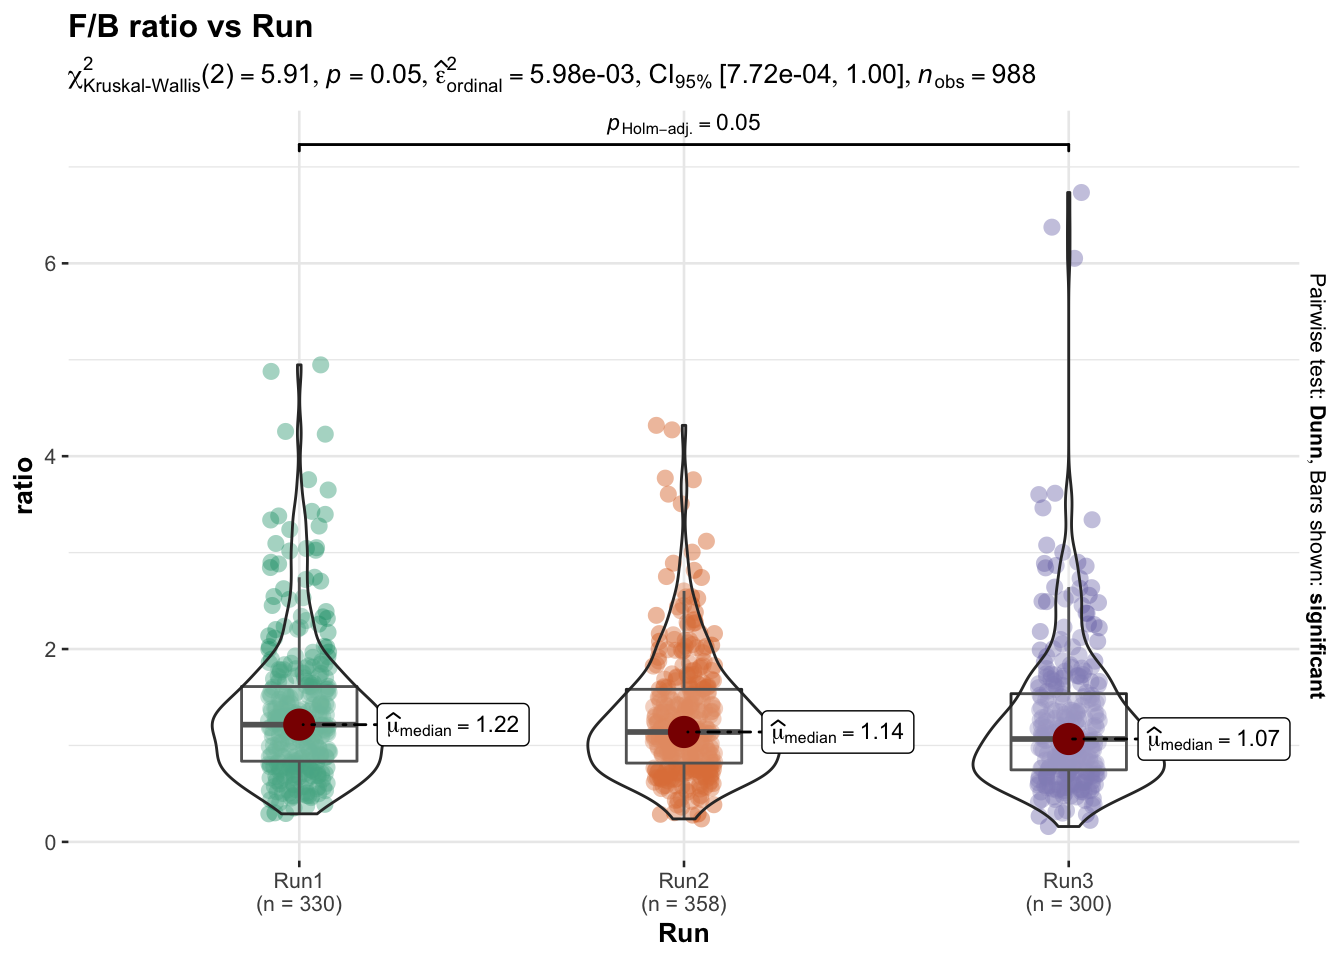 F/B ratio vs Run
χ²Kruskal-Wallis(2) = 5.91, p = 0.05, ε̂²ordinal = 5.98e-03, CI95% [7.72e-04, 1.00], nobs = 988
pHolm−adj. = 0.05
6
4
2
0
ratio
μ̂median = 1.22
μ̂median = 1.14
μ̂median = 1.07
Pairwise test: Dunn, Bars shown: significant
Run1
(n = 330)
Run2
(n = 358)
Run3
(n = 300)
Run